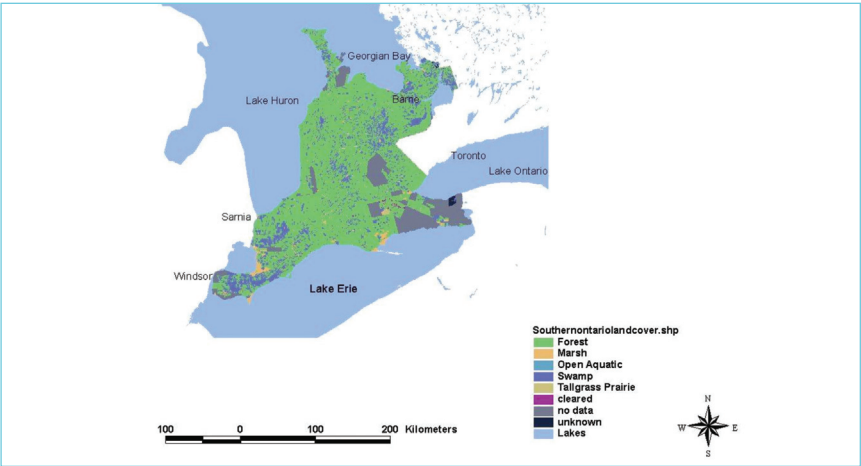 Georgian Bay
Lake Huron
Barrie
Toronto
Lake Ontario
Sarnia
Windsor
Lake Erie
Southernontariolandcover.shp
Forest
Marsh
Open Aquatic
Swamp
Tallgrass Prairie
cleared
no data
unknown
Lakes
100 0 100 200 Kilometers
N
W E
S